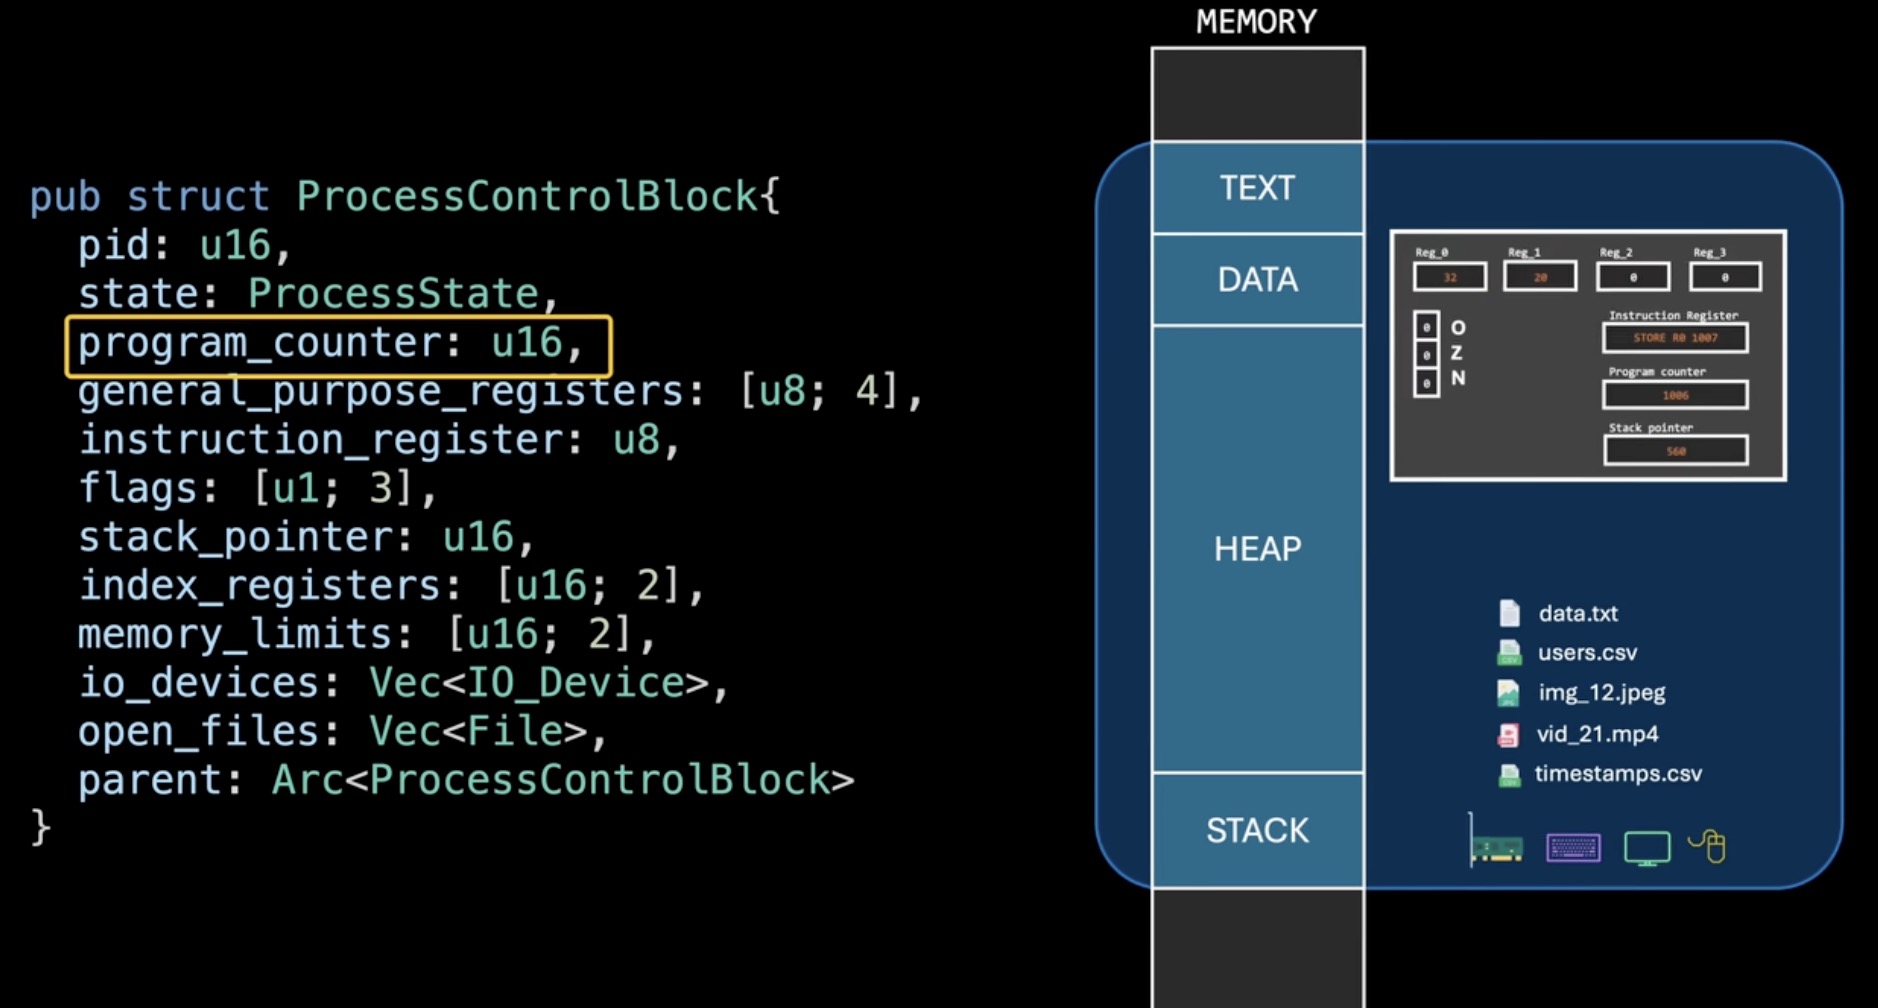 MEMORY
pub struct ProcessControlBlock{
pid: u16,
state: ProcessState,
program_counter: u16,
general_purpose_registers: [u8; 4],
instruction_register: u8,
flags: [u1; 3],
stack_pointer: u16,
index_registers: [u16; 2],
memory_limits: [u16; 2],
io_devices: Vec<IO_Device>,
open_files: Vec<File>,
parent: Arc<ProcessControlBlock>
}
TEXT
DATA
HEAP
STACK
Reg_0 Reg_1 Reg_2 Reg_3
32 20 0 0
0 O
0 Z
0 N
Instruction Register
STORE R0 1007
Program counter
1006
Stack pointer
560
data.txt
users.csv
img_12.jpeg
vid_21.mp4
timestamps.csv